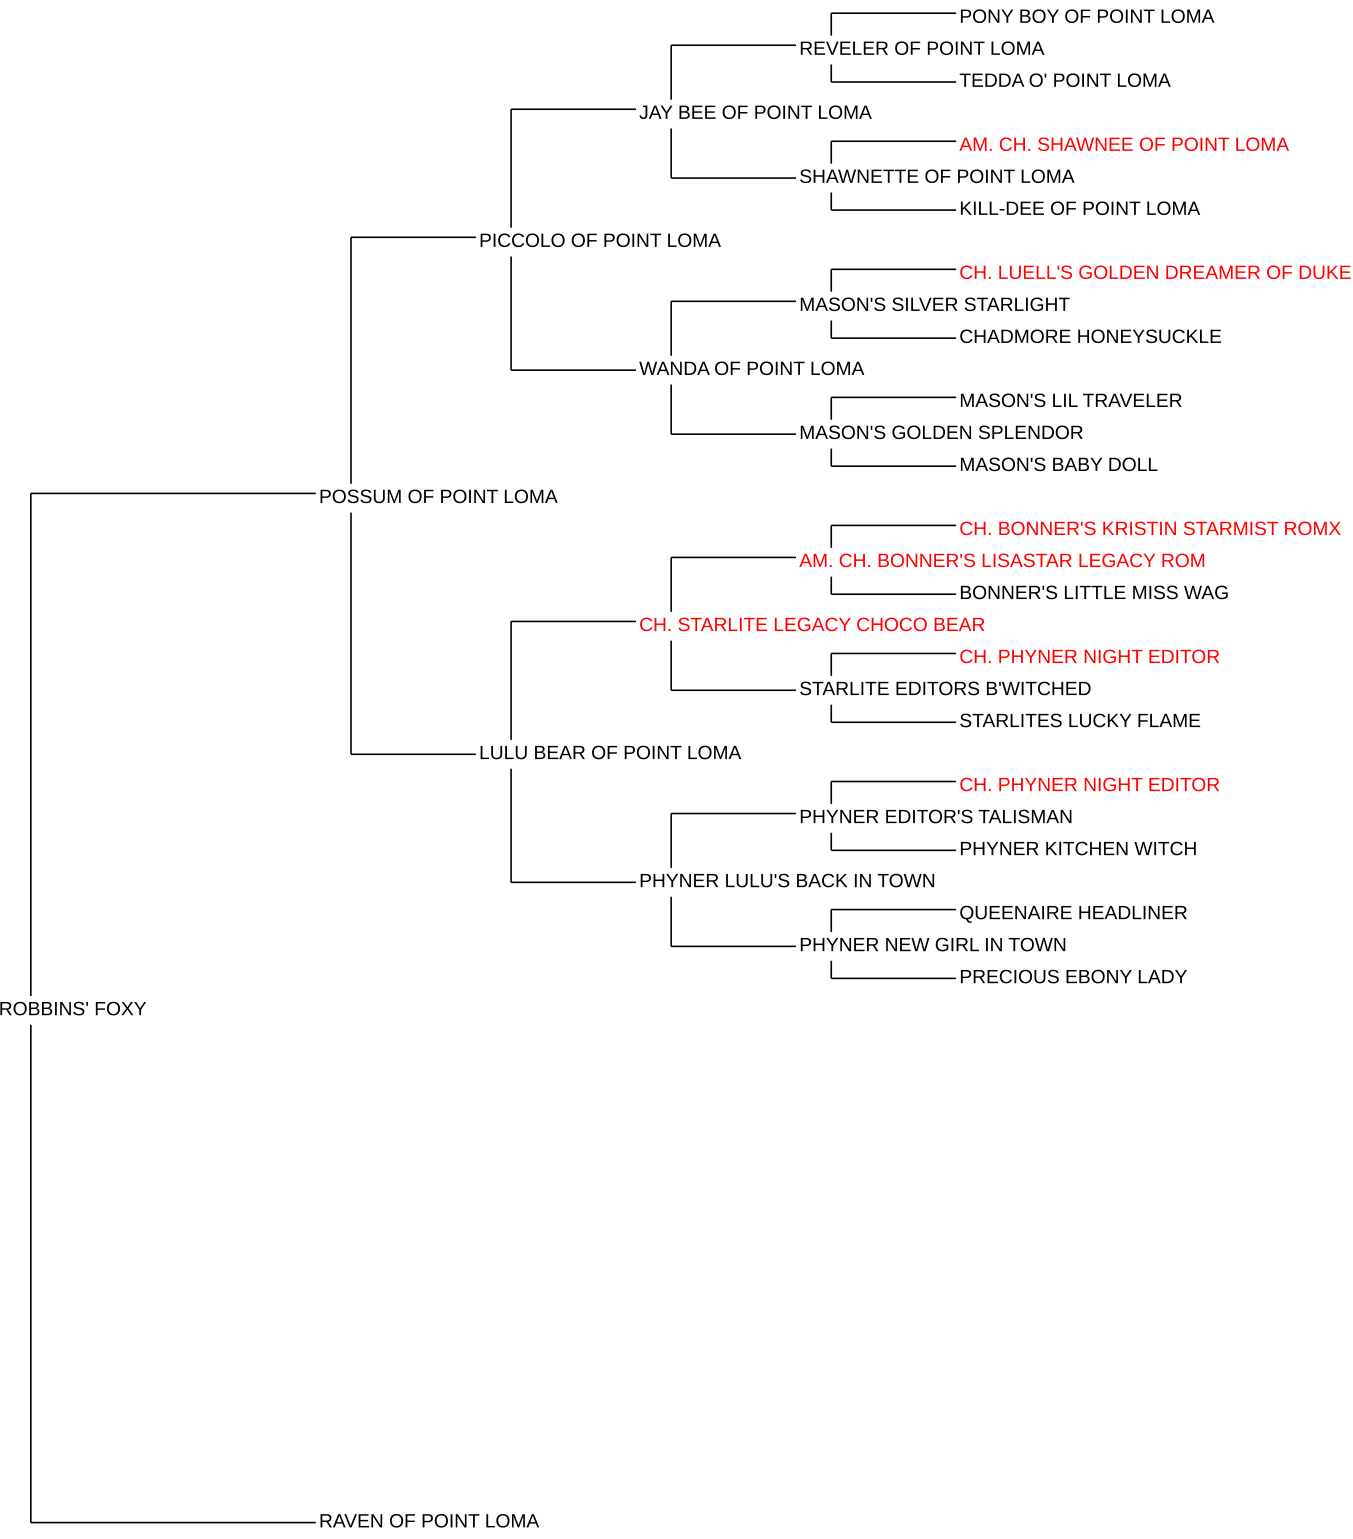 PONY BOY OF POINT LOMA
REVELER OF POINT LOMA
TEDDA O' POINT LOMA
JAY BEE OF POINT LOMA
AM. CH. SHAWNEE OF POINT LOMA
SHAWNETTE OF POINT LOMA
KILL-DEE OF POINT LOMA
PICCOLO OF POINT LOMA
CH. LUELL'S GOLDEN DREAMER OF DUKE
MASON'S SILVER STARLIGHT
CHADMORE HONEYSUCKLE
WANDA OF POINT LOMA
MASON'S LIL TRAVELER
MASON'S GOLDEN SPLENDOR
MASON'S BABY DOLL
POSSUM OF POINT LOMA
CH. BONNER'S KRISTIN STARMIST ROMX
AM. CH. BONNER'S LISASTAR LEGACY ROM
BONNER'S LITTLE MISS WAG
CH. STARLITE LEGACY CHOCO BEAR
CH. PHYNER NIGHT EDITOR
STARLITE EDITORS B'WITCHED
STARLITES LUCKY FLAME
LULU BEAR OF POINT LOMA
CH. PHYNER NIGHT EDITOR
PHYNER EDITOR'S TALISMAN
PHYNER KITCHEN WITCH
PHYNER LULU'S BACK IN TOWN
QUEENAIRE HEADLINER
PHYNER NEW GIRL IN TOWN
PRECIOUS EBONY LADY
ROBBINS' FOXY
RAVEN OF POINT LOMA